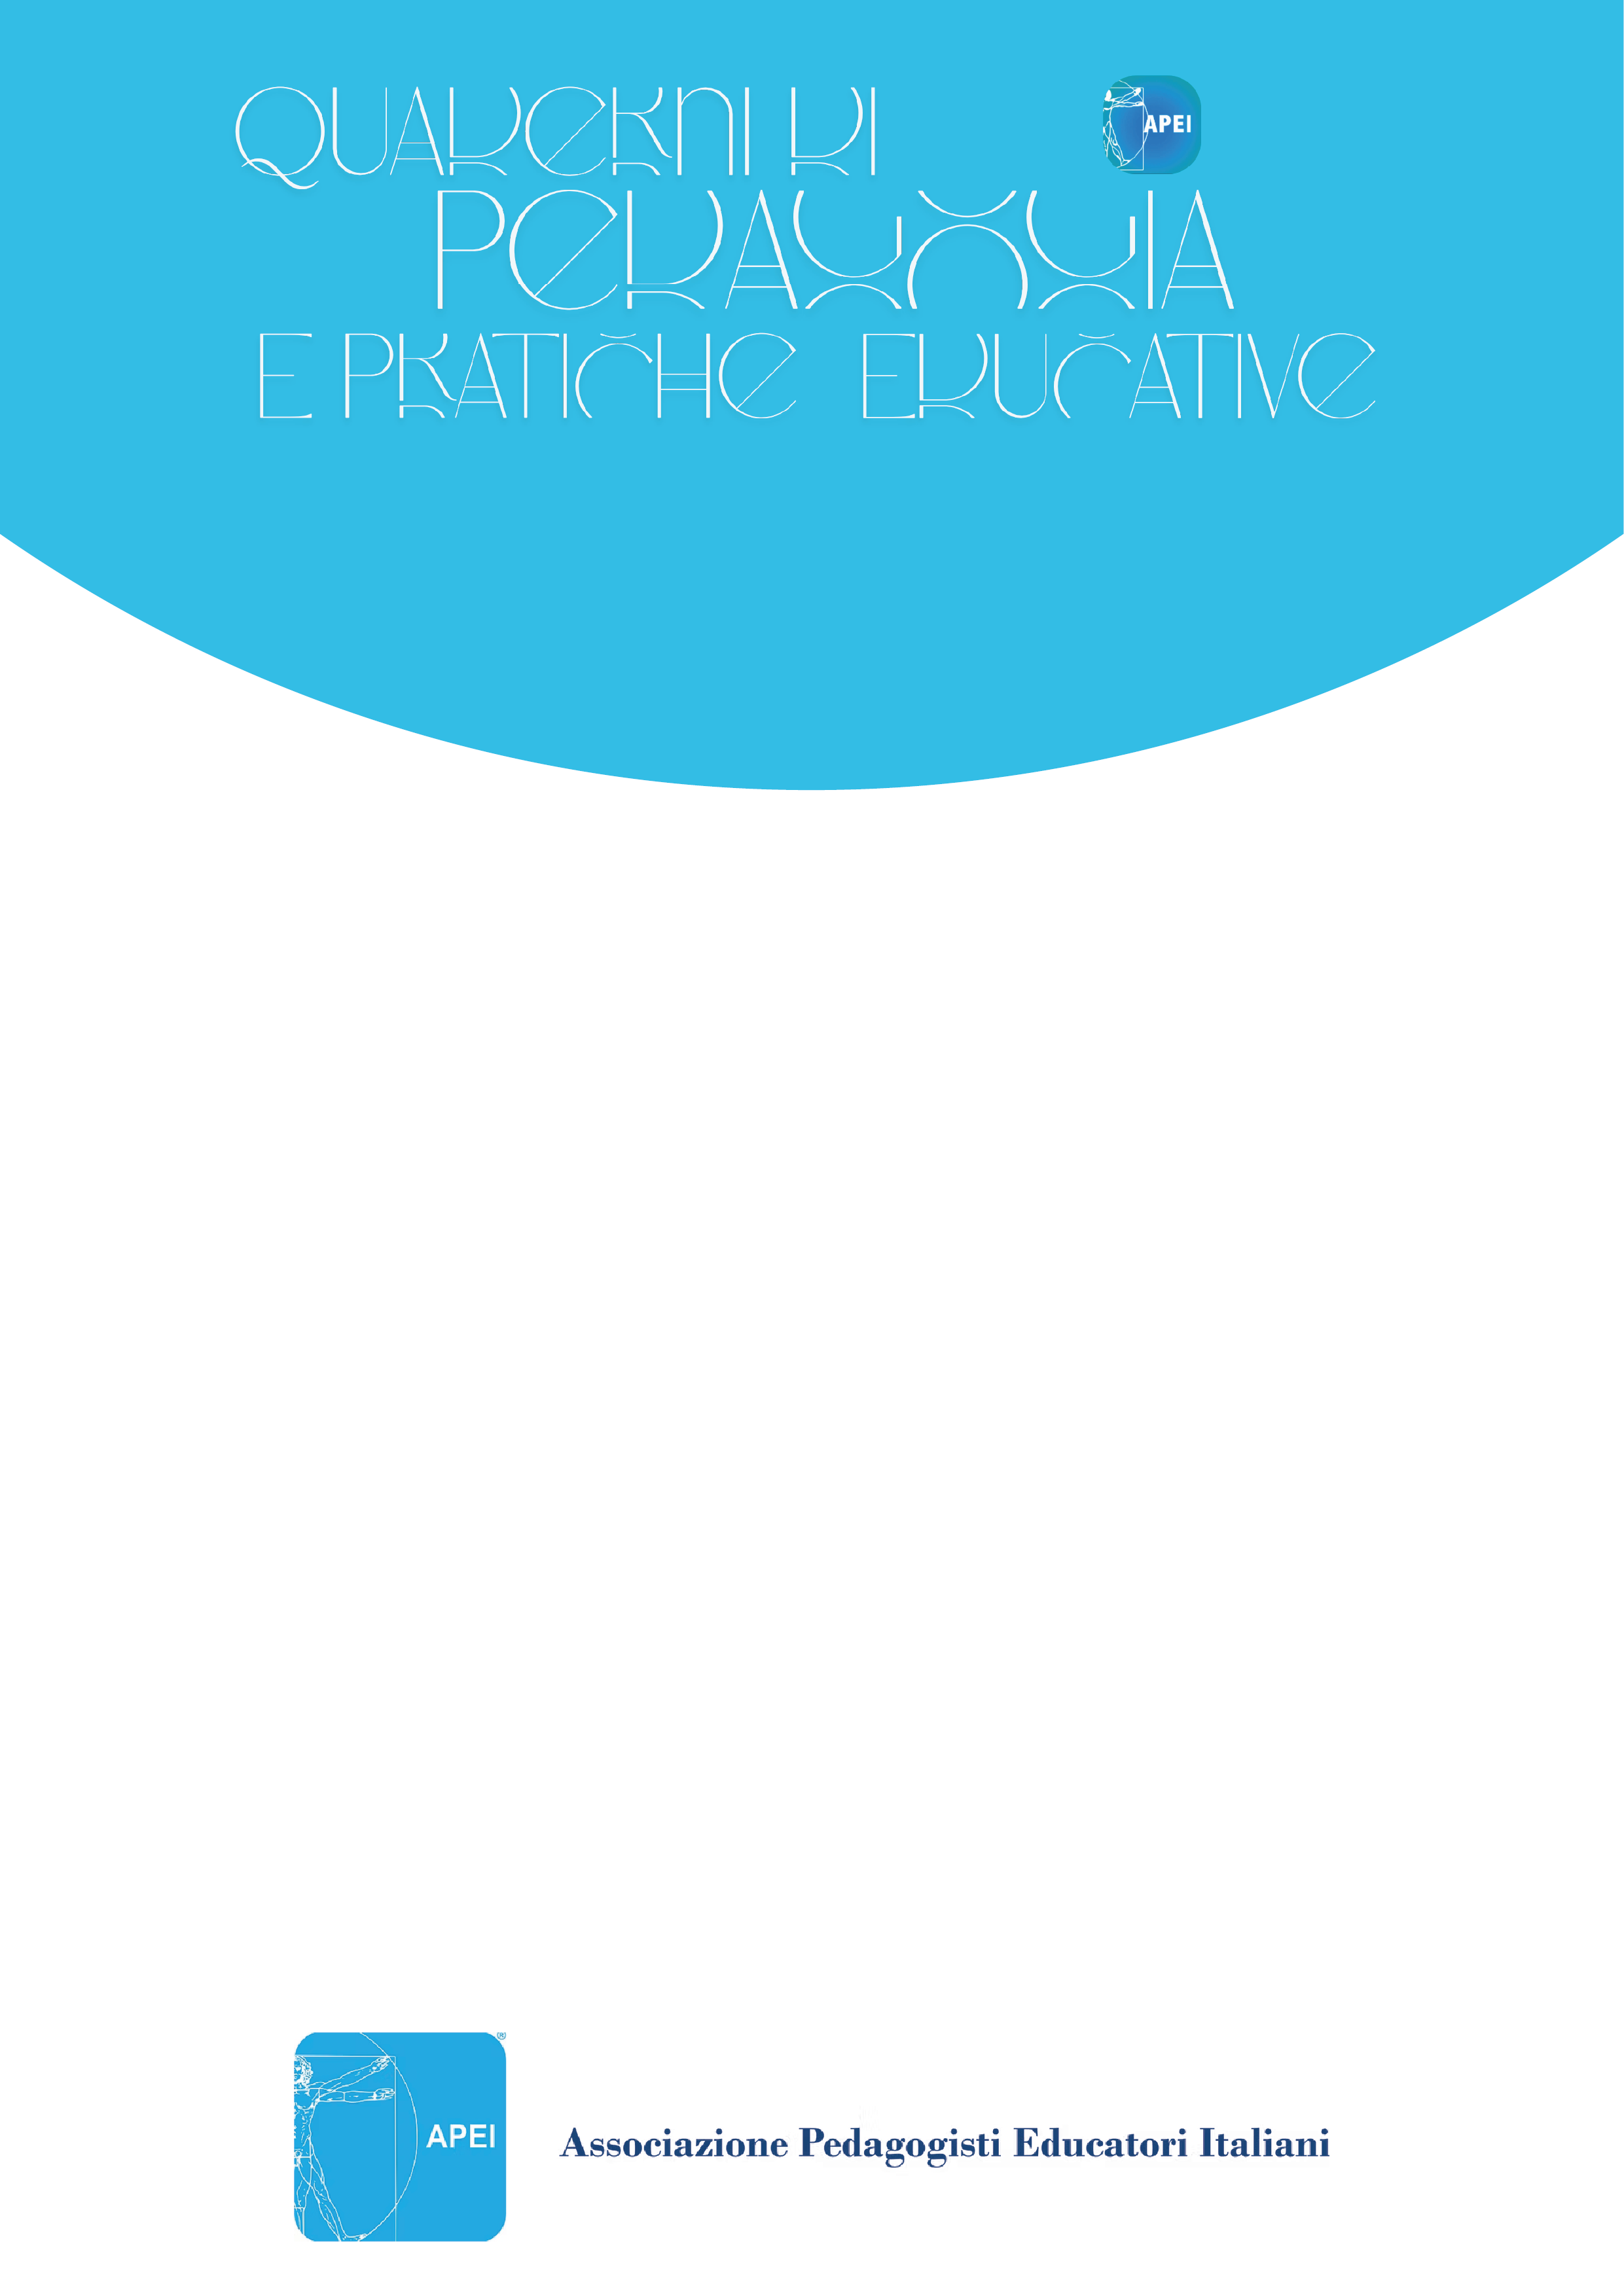 QUADERNI DI
APEI
PEDAGOGIA
E PRATICHE EDUCATIVE
®
APEI
Associazione Pedagogisti Educatori Italiani